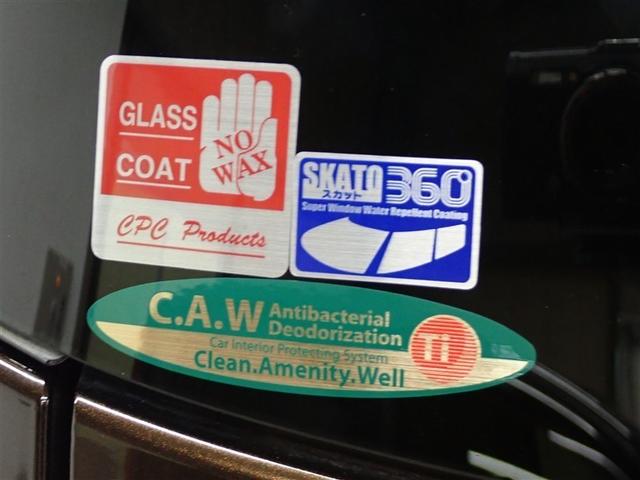 GLASS
COAT
NO
WAX
CPC Products
SKATO 360°
スカット
Super Window Water Repellent Coating
C.A.W Antibacterial
Deodorization
Car Interior Protecting System
Clean.Amenity.Well
Ti